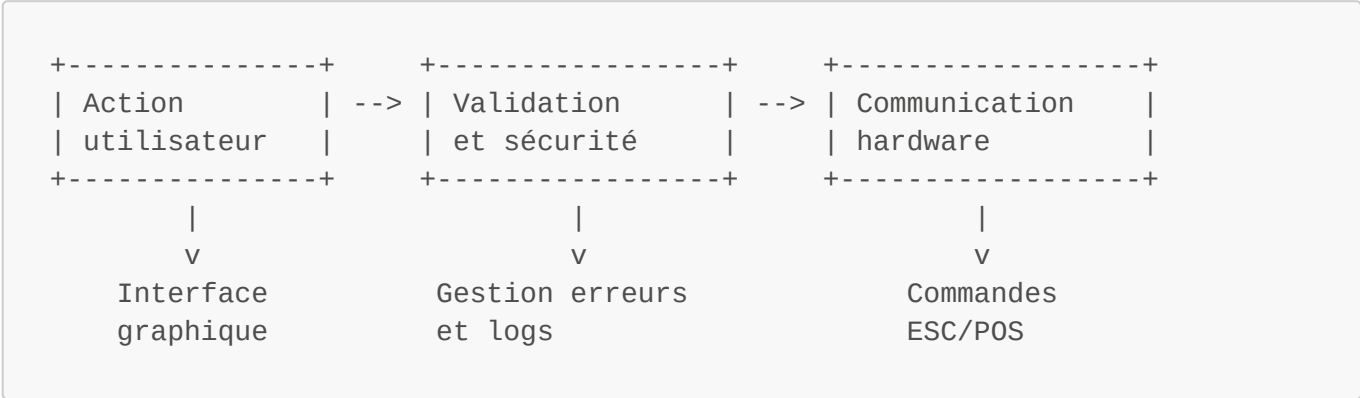 +---------------+     +-----------------+     +------------------+
| Action        | --> | Validation      | --> | Communication    |
| utilisateur   |     | et sécurité     |     | hardware         |
+---------------+     +-----------------+     +------------------+
        |                      |                       |
        v                      v                       v
    Interface          Gestion erreurs             Commandes
    graphique          et logs                     ESC/POS